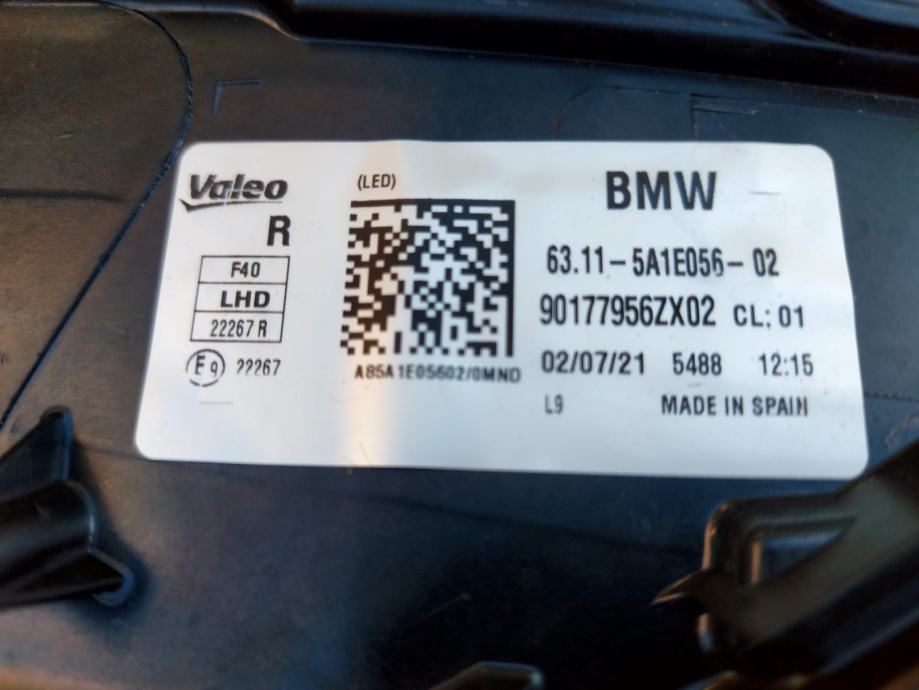 Valeo
R
F40
LHD
22267 R
E9 22267
(LED)
A85A1E05602/0MND
BMW
63.11-5A1E056-02
90177956ZX02 CL:01
02/07/21 5488 12:15
L9 MADE IN SPAIN